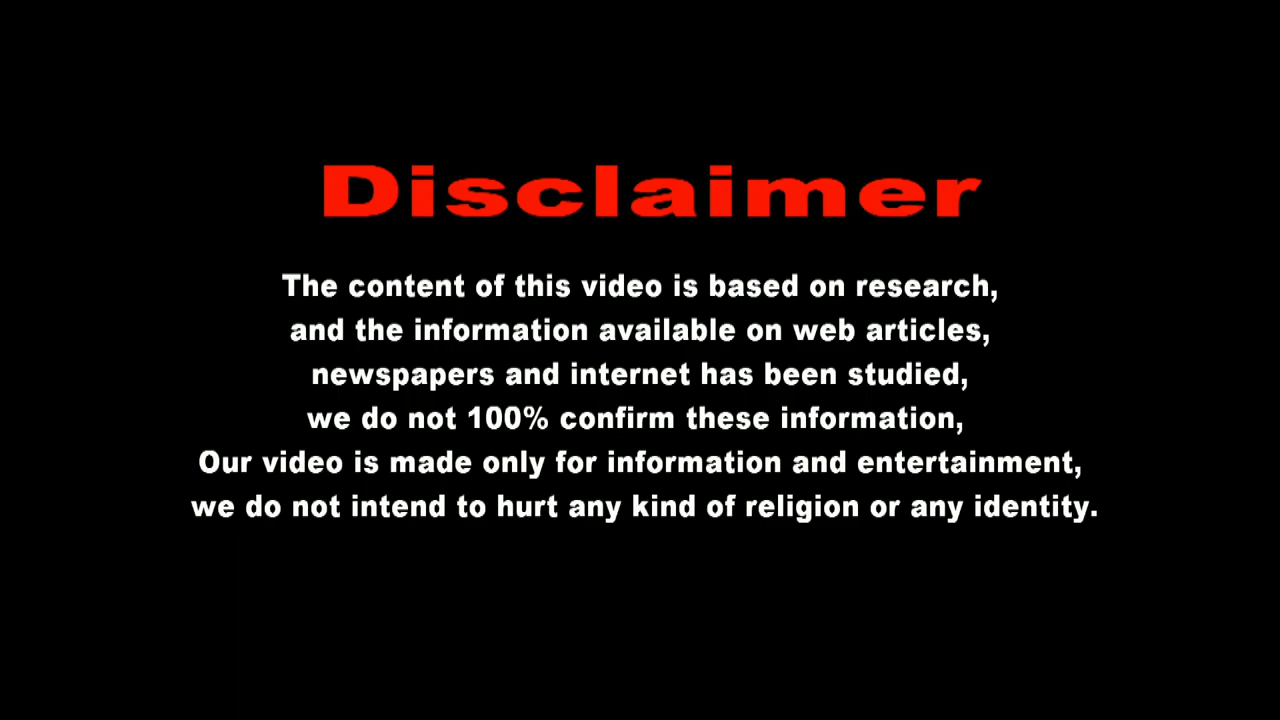 Disclaimer
The content of this video is based on research,
and the information available on web articles,
newspapers and internet has been studied,
we do not 100% confirm these information,
Our video is made only for information and entertainment,
we do not intend to hurt any kind of religion or any identity.